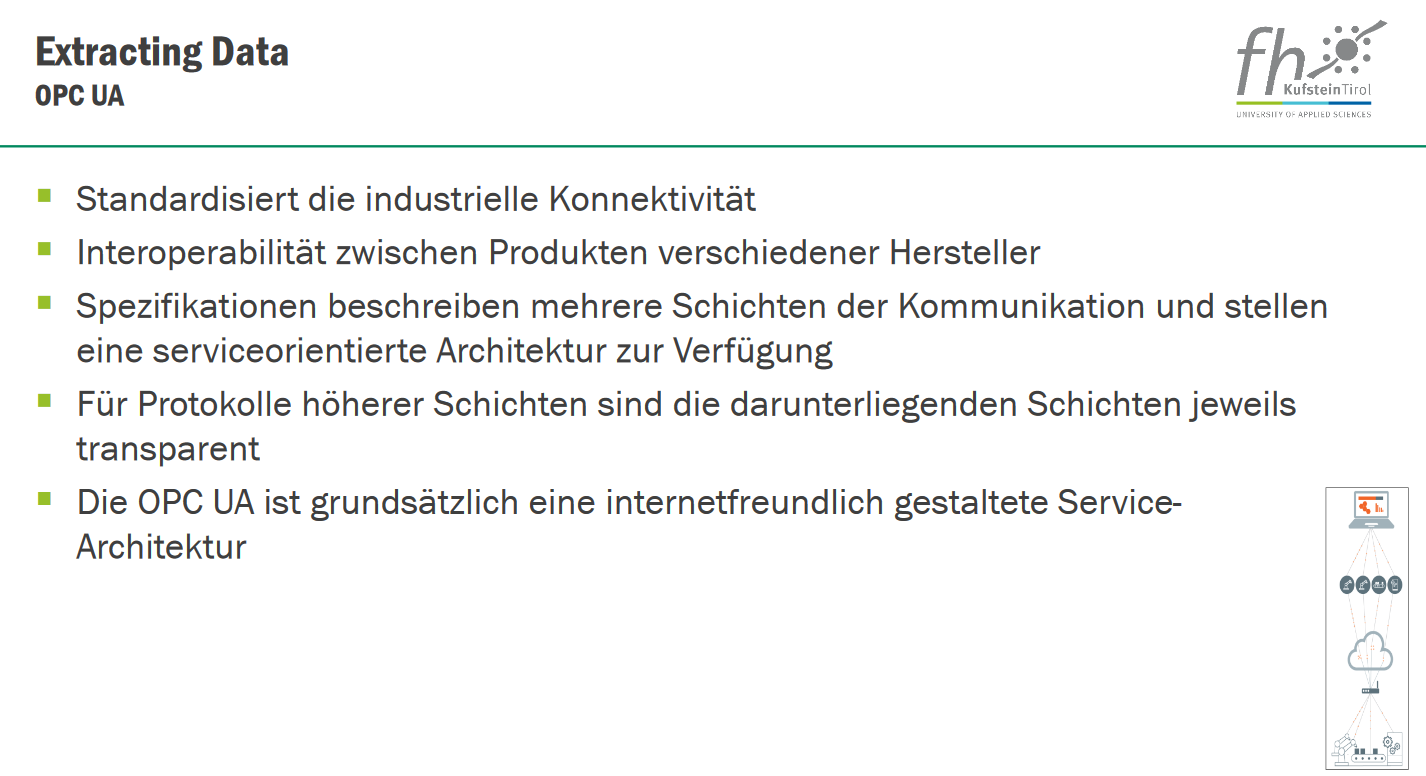 Extracting Data
OPC UA
fh
KufsteinTirol
UNIVERSITY OF APPLIED SCIENCES
Standardisiert die industrielle Konnektivität
Interoperabilität zwischen Produkten verschiedener Hersteller
Spezifikationen beschreiben mehrere Schichten der Kommunikation und stellen
eine serviceorientierte Architektur zur Verfügung
Für Protokolle höherer Schichten sind die darunterliegenden Schichten jeweils
transparent
Die OPC UA ist grundsätzlich eine internetfreundlich gestaltete Service-
Architektur